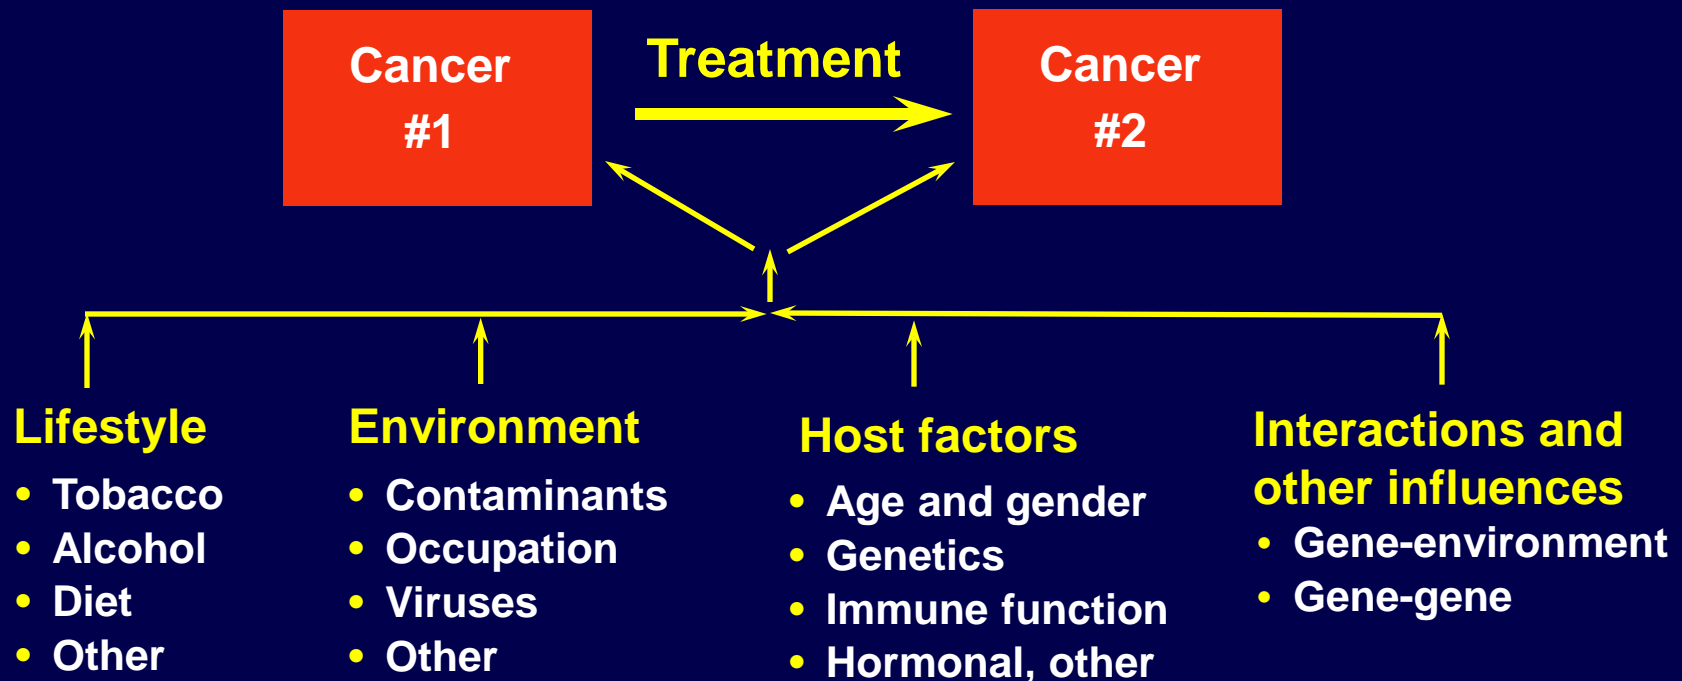 Cancer
#1
Treatment
Cancer
#2
Lifestyle
• Tobacco
• Alcohol
• Diet
• Other
Environment
• Contaminants
• Occupation
• Viruses
• Other
Host factors
• Age and gender
• Genetics
• Immune function
• Hormonal, other
Interactions and
other influences
• Gene-environment
• Gene-gene